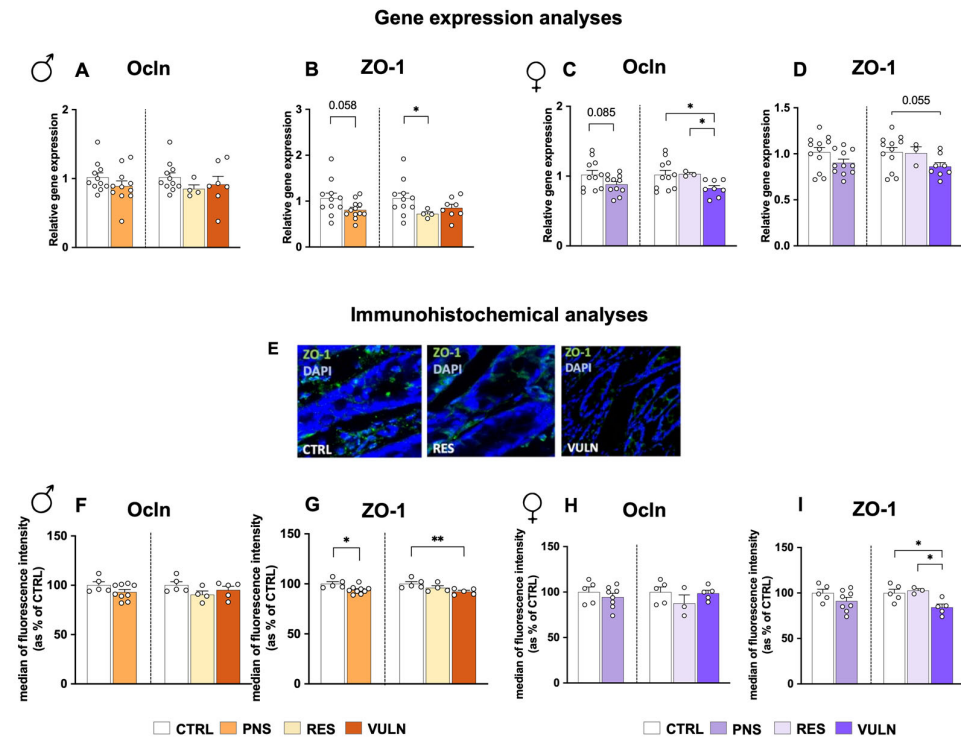 Gene expression analyses
♂ A Ocln
B ZO-1
♀ C Ocln
D ZO-1
Relative gene expression
2
1
0
Relative gene expression
3
2
1
0
0.058
*
Relative gene expression
2
1
0
0.085
*
*
Relative gene expression
1.5
1.0
0.5
0.0
0.055
Immunohistochemical analyses
E
ZO-1
DAPI
CTRL
ZO-1
DAPI
RES
ZO-1
DAPI
VULN
♂ F Ocln
G ZO-1
♀ H Ocln
I ZO-1
median of fluorescence intensity
(as % of CTRL)
150
100
50
0
median of fluorescence intensity
(as % of CTRL)
150
100
50
0
*
**
median of fluorescence intensity
(as % of CTRL)
150
100
50
0
median of fluorescence intensity
(as % of CTRL)
150
100
50
0
*
*
CTRL PNS RES VULN
CTRL PNS RES VULN